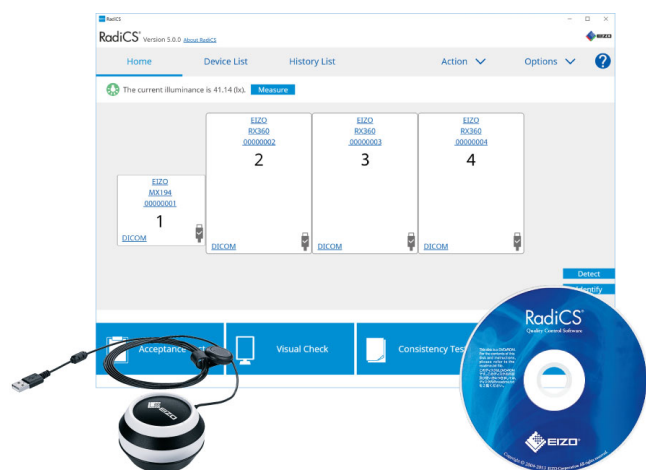 RadiCS
RadiCS® Version 5.0.0 About RadiCS
EIZO
Home Device List History List Action Options ?
The current illuminance is 41.14 (lx). Measure
EIZO
RX360
00000002
2
DICOM
EIZO
RX360
00000003
3
DICOM
EIZO
RX360
00000004
4
DICOM
EIZO
MX194
00000001
1
DICOM
Detect
Identify
Acceptance
Visual Check
Consistency Tes
RadiCS®
Quality Control Software
EIZO
EIZO